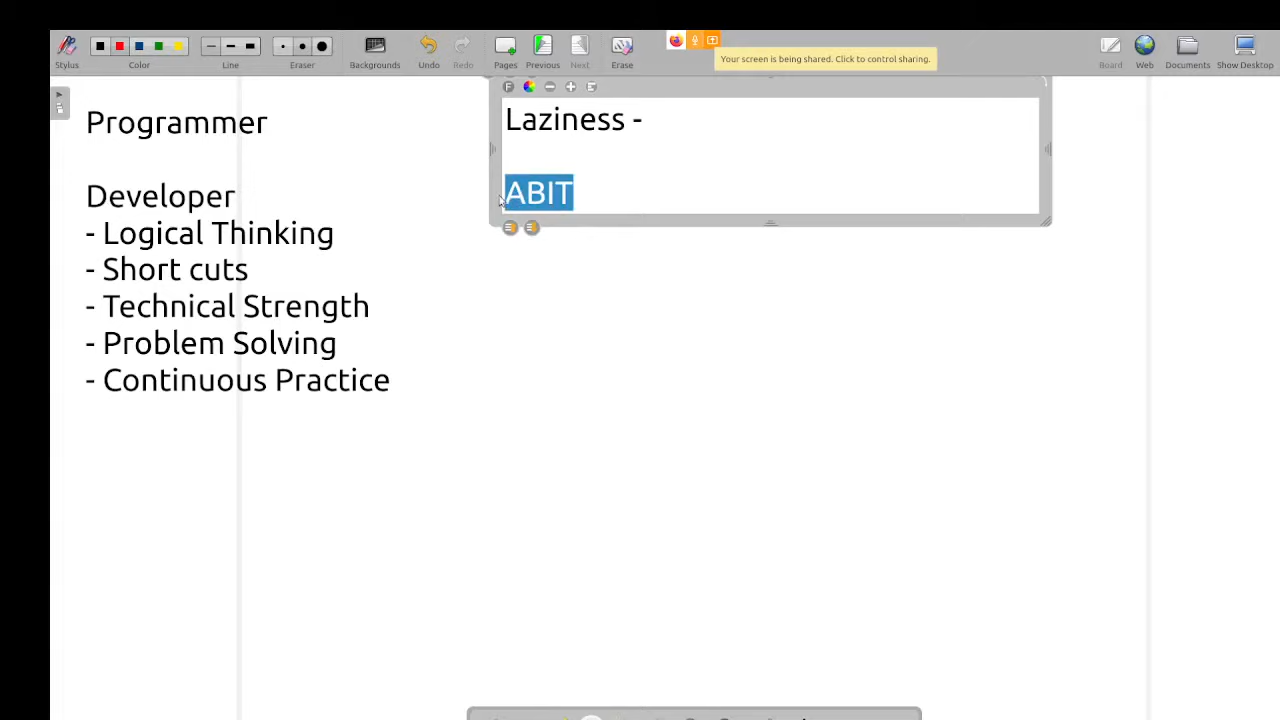 Stylus
Color
Line
Eraser
Backgrounds
Undo
Redo
Pages
Previous
Next
Erase
Your screen is being shared. Click to control sharing.
Board
Web
Documents
Show Desktop
Programmer
Developer
- Logical Thinking
- Short cuts
- Technical Strength
- Problem Solving
- Continuous Practice
F
Laziness -
ABIT